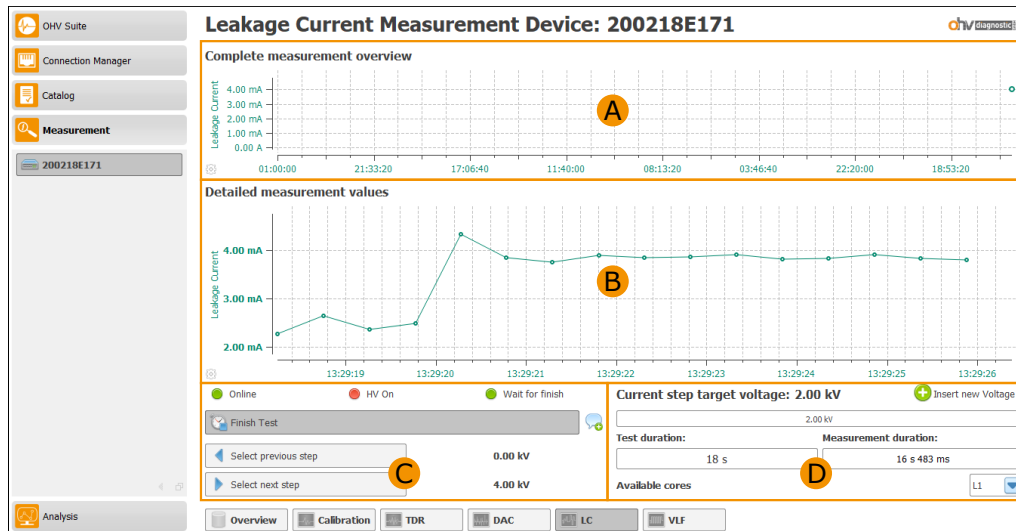 OHV Suite
Connection Manager
Catalog
Measurement
200218E171
Analysis
Leakage Current Measurement Device: 200218E171
ohv diagnostic
Complete measurement overview
Leakage Current
4.00 mA
3.00 mA
2.00 mA
1.00 mA
0.00 A
A
01:00:00 21:33:20 17:06:40 11:40:00 08:13:20 03:46:40 22:20:00 18:53:20
Detailed measurement values
Leakage Current
4.00 mA
3.00 mA
2.00 mA
B
13:29:19 13:29:20 13:29:21 13:29:22 13:29:23 13:29:24 13:29:25 13:29:26
Online HV On Wait for finish
Finish Test
Select previous step 0.00 kV
Select next step 4.00 kV
C
Current step target voltage: 2.00 kV Insert new Voltage
2.00 kV
Test duration: Measurement duration:
18 s 16 s 483 ms
D
Available cores L1
Overview Calibration TDR DAC LC VLF